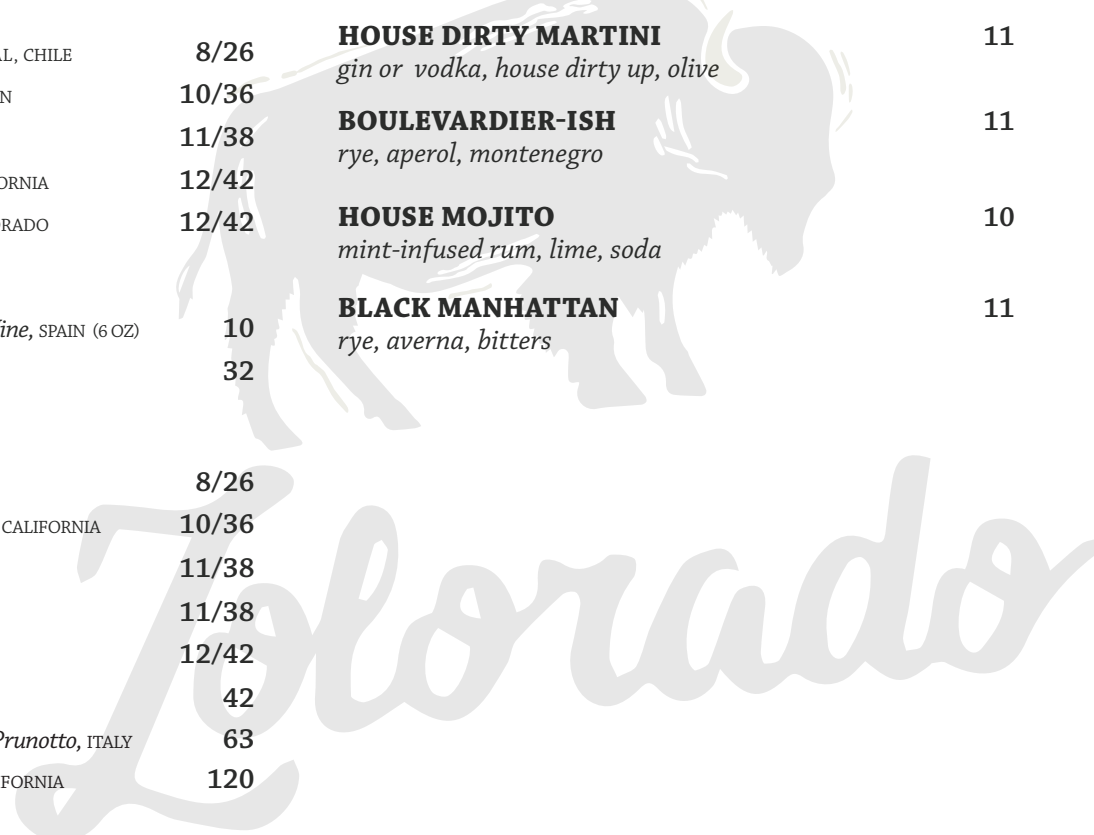 AL, CHILE 8/26
N 10/36
11/38
ORNIA 12/42
RADO 12/42
ine, SPAIN (6 OZ) 10
32
8/26
CALIFORNIA 10/36
11/38
11/38
12/42
42
Prunotto, ITALY 63
FORNIA 120
HOUSE DIRTY MARTINI 11
gin or vodka, house dirty up, olive
BOULEVARDIER-ISH 11
rye, aperol, montenegro
HOUSE MOJITO 10
mint-infused rum, lime, soda
BLACK MANHATTAN 11
rye, averna, bitters
Zolorado